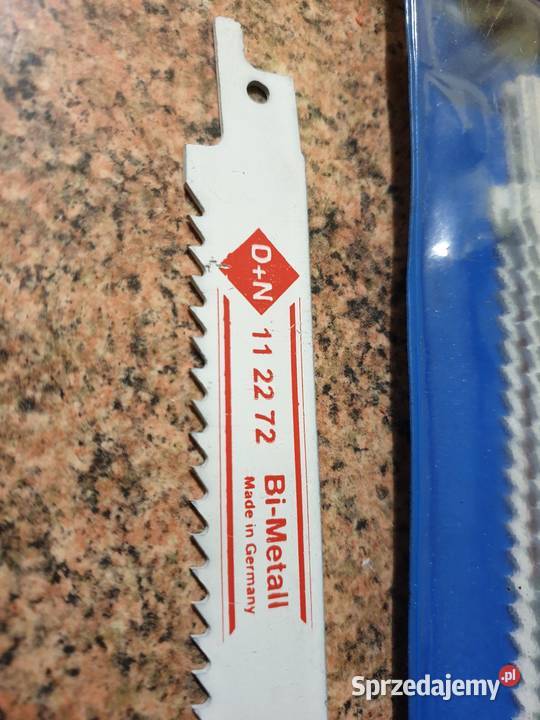 D+N
11 22 72
Bi-Metall
Made in Germany
Sprzedajemy.pl